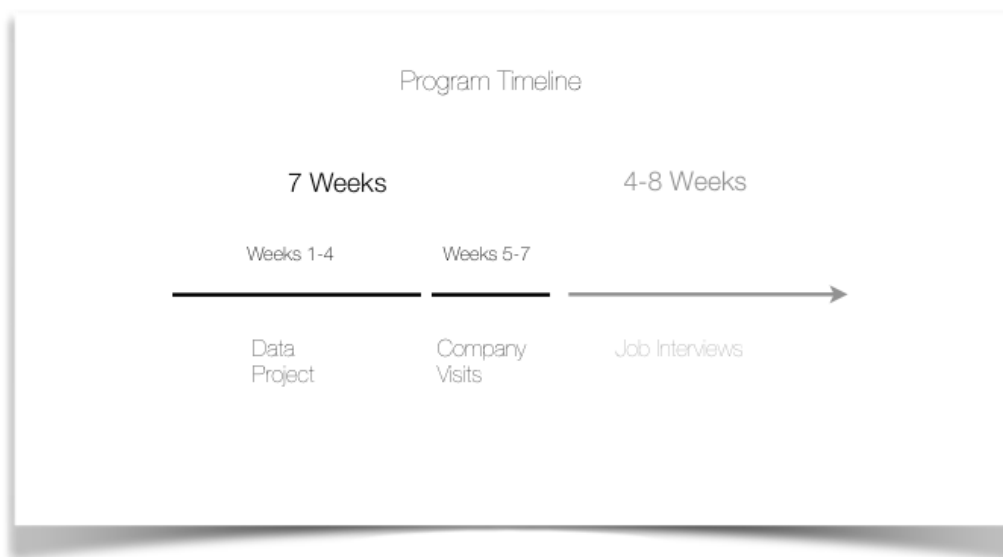 Program Timeline
7 Weeks
4-8 Weeks
Weeks 1-4
Weeks 5-7
Data
Project
Company
Visits
Job Interviews